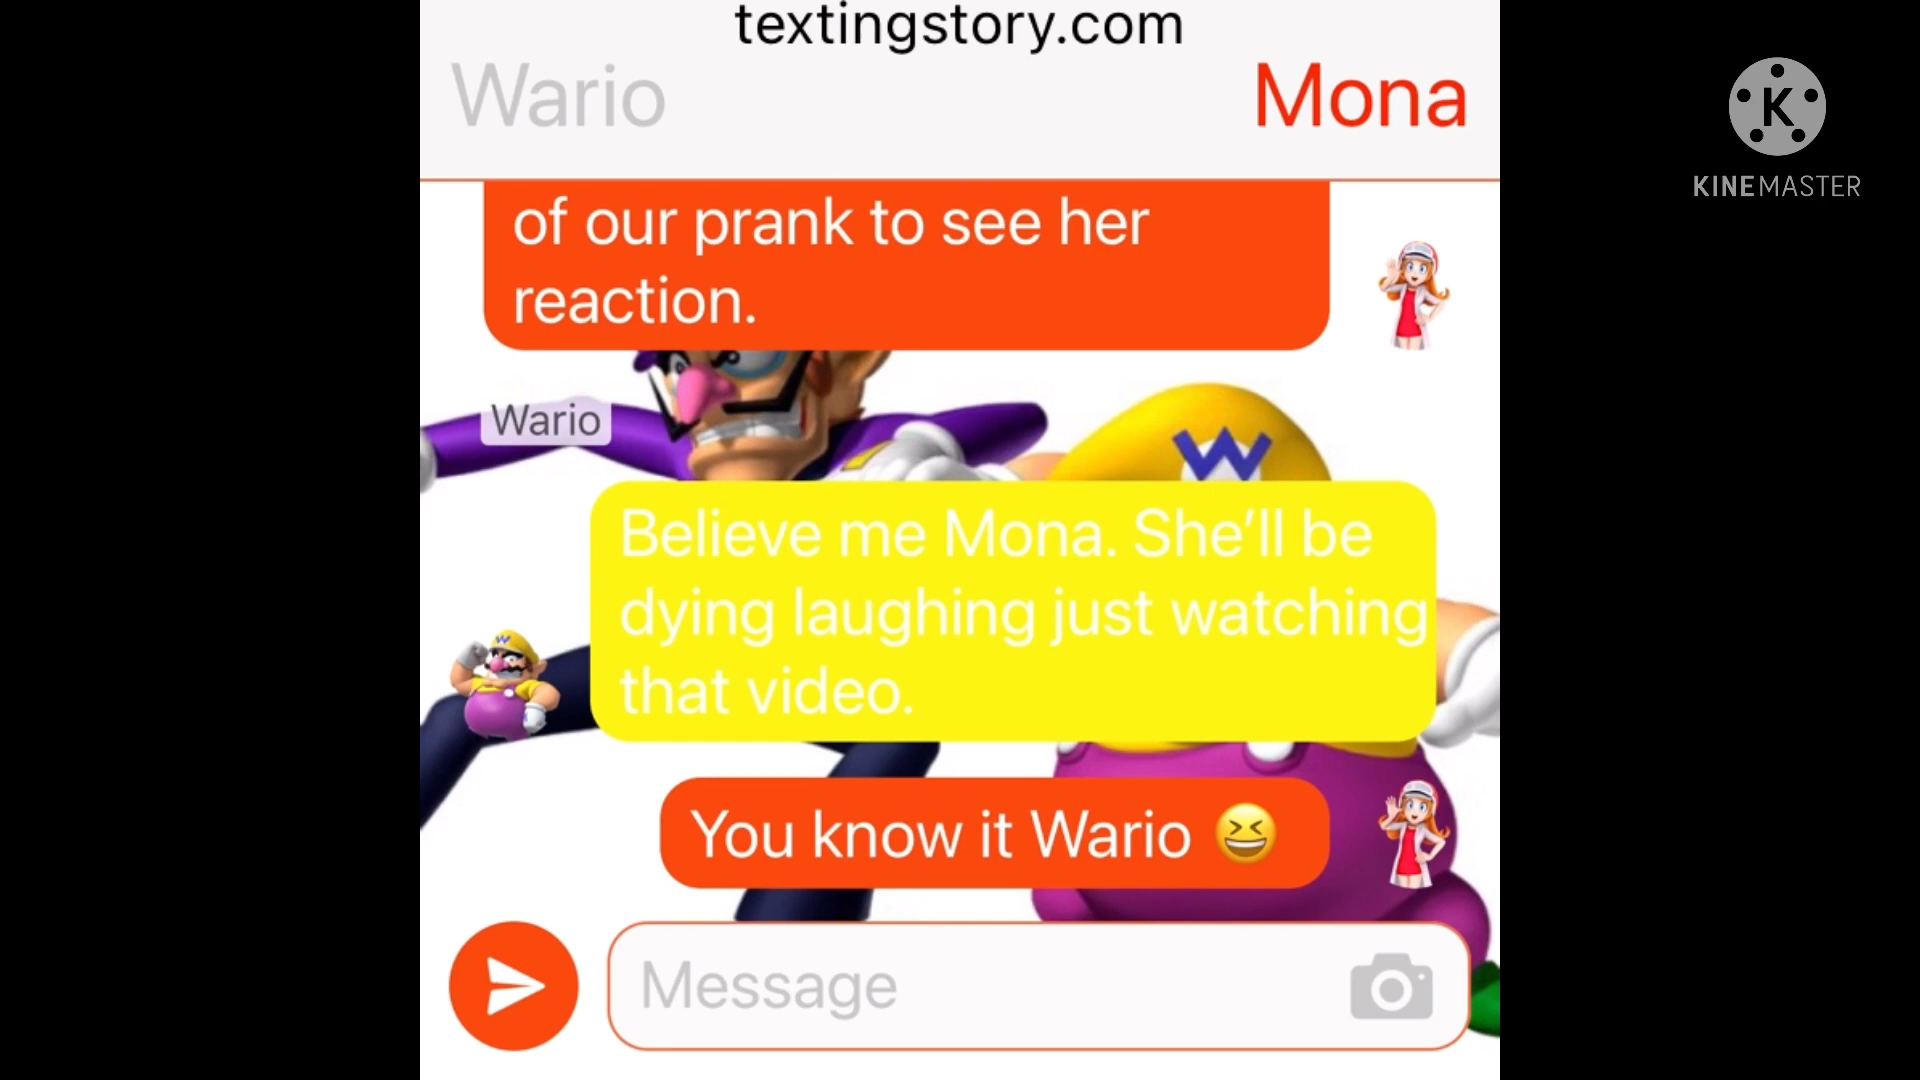 textingstory.com
Wario
Mona
KINEMASTER
of our prank to see her
reaction.
Wario
W
Believe me Mona. She’ll be
dying laughing just watching
that video.
You know it Wario 😆
Message
K